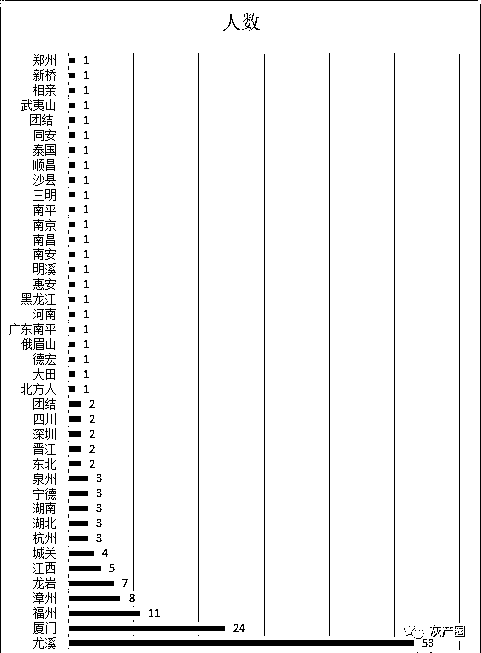 人数
郑州 1
新桥 1
相亲 1
武夷山 1
团结 1
同安 1
泰国 1
顺昌 1
沙县 1
三明 1
南平 1
南京 1
南昌 1
南安 1
明溪 1
惠安 1
黑龙江 1
河南 1
广东南平 1
俄眉山 1
德宏 1
大田 1
北方人 1
团结 2
四川 2
深圳 2
晋江 2
东北 2
泉州 3
宁德 3
湖南 3
湖北 3
杭州 3
城关 4
江西 5
龙岩 7
漳州 8
福州 11
厦门 24
灰产圈
尤溪 53